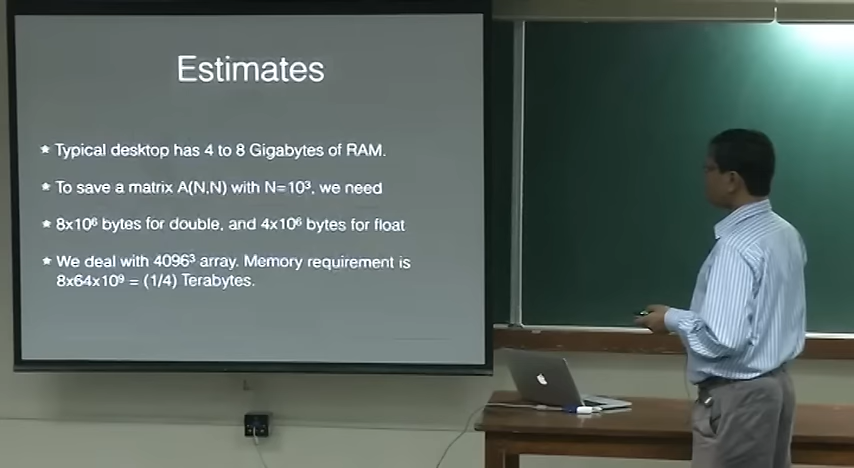 Estimates
★ Typical desktop has 4 to 8 Gigabytes of RAM.
★ To save a matrix A(N,N) with N=10³, we need
★ 8x10⁶ bytes for double, and 4x10⁶ bytes for float
★ We deal with 4096³ array. Memory requirement is
8x64x10⁹ = (1/4) Terabytes.